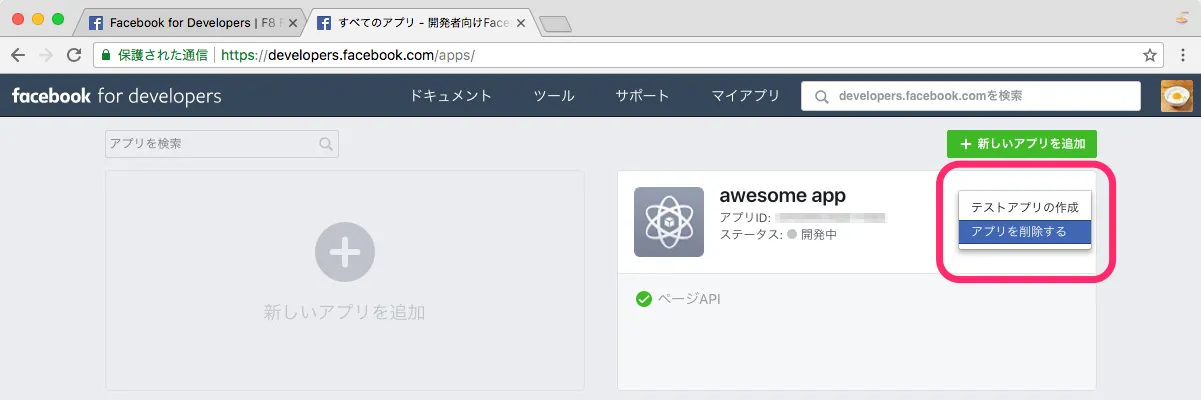 Facebook for Developers | F8 F
すべてのアプリ - 開発者向けFace
保護された通信 | https://developers.facebook.com/apps/
facebook for developers
ドキュメント
ツール
サポート
マイアプリ
developers.facebook.comを検索
アプリを検索
+ 新しいアプリを追加
awesome app
アプリID:
ステータス: 開発中
テストアプリの作成
アプリを削除する
新しいアプリを追加
ページAPI